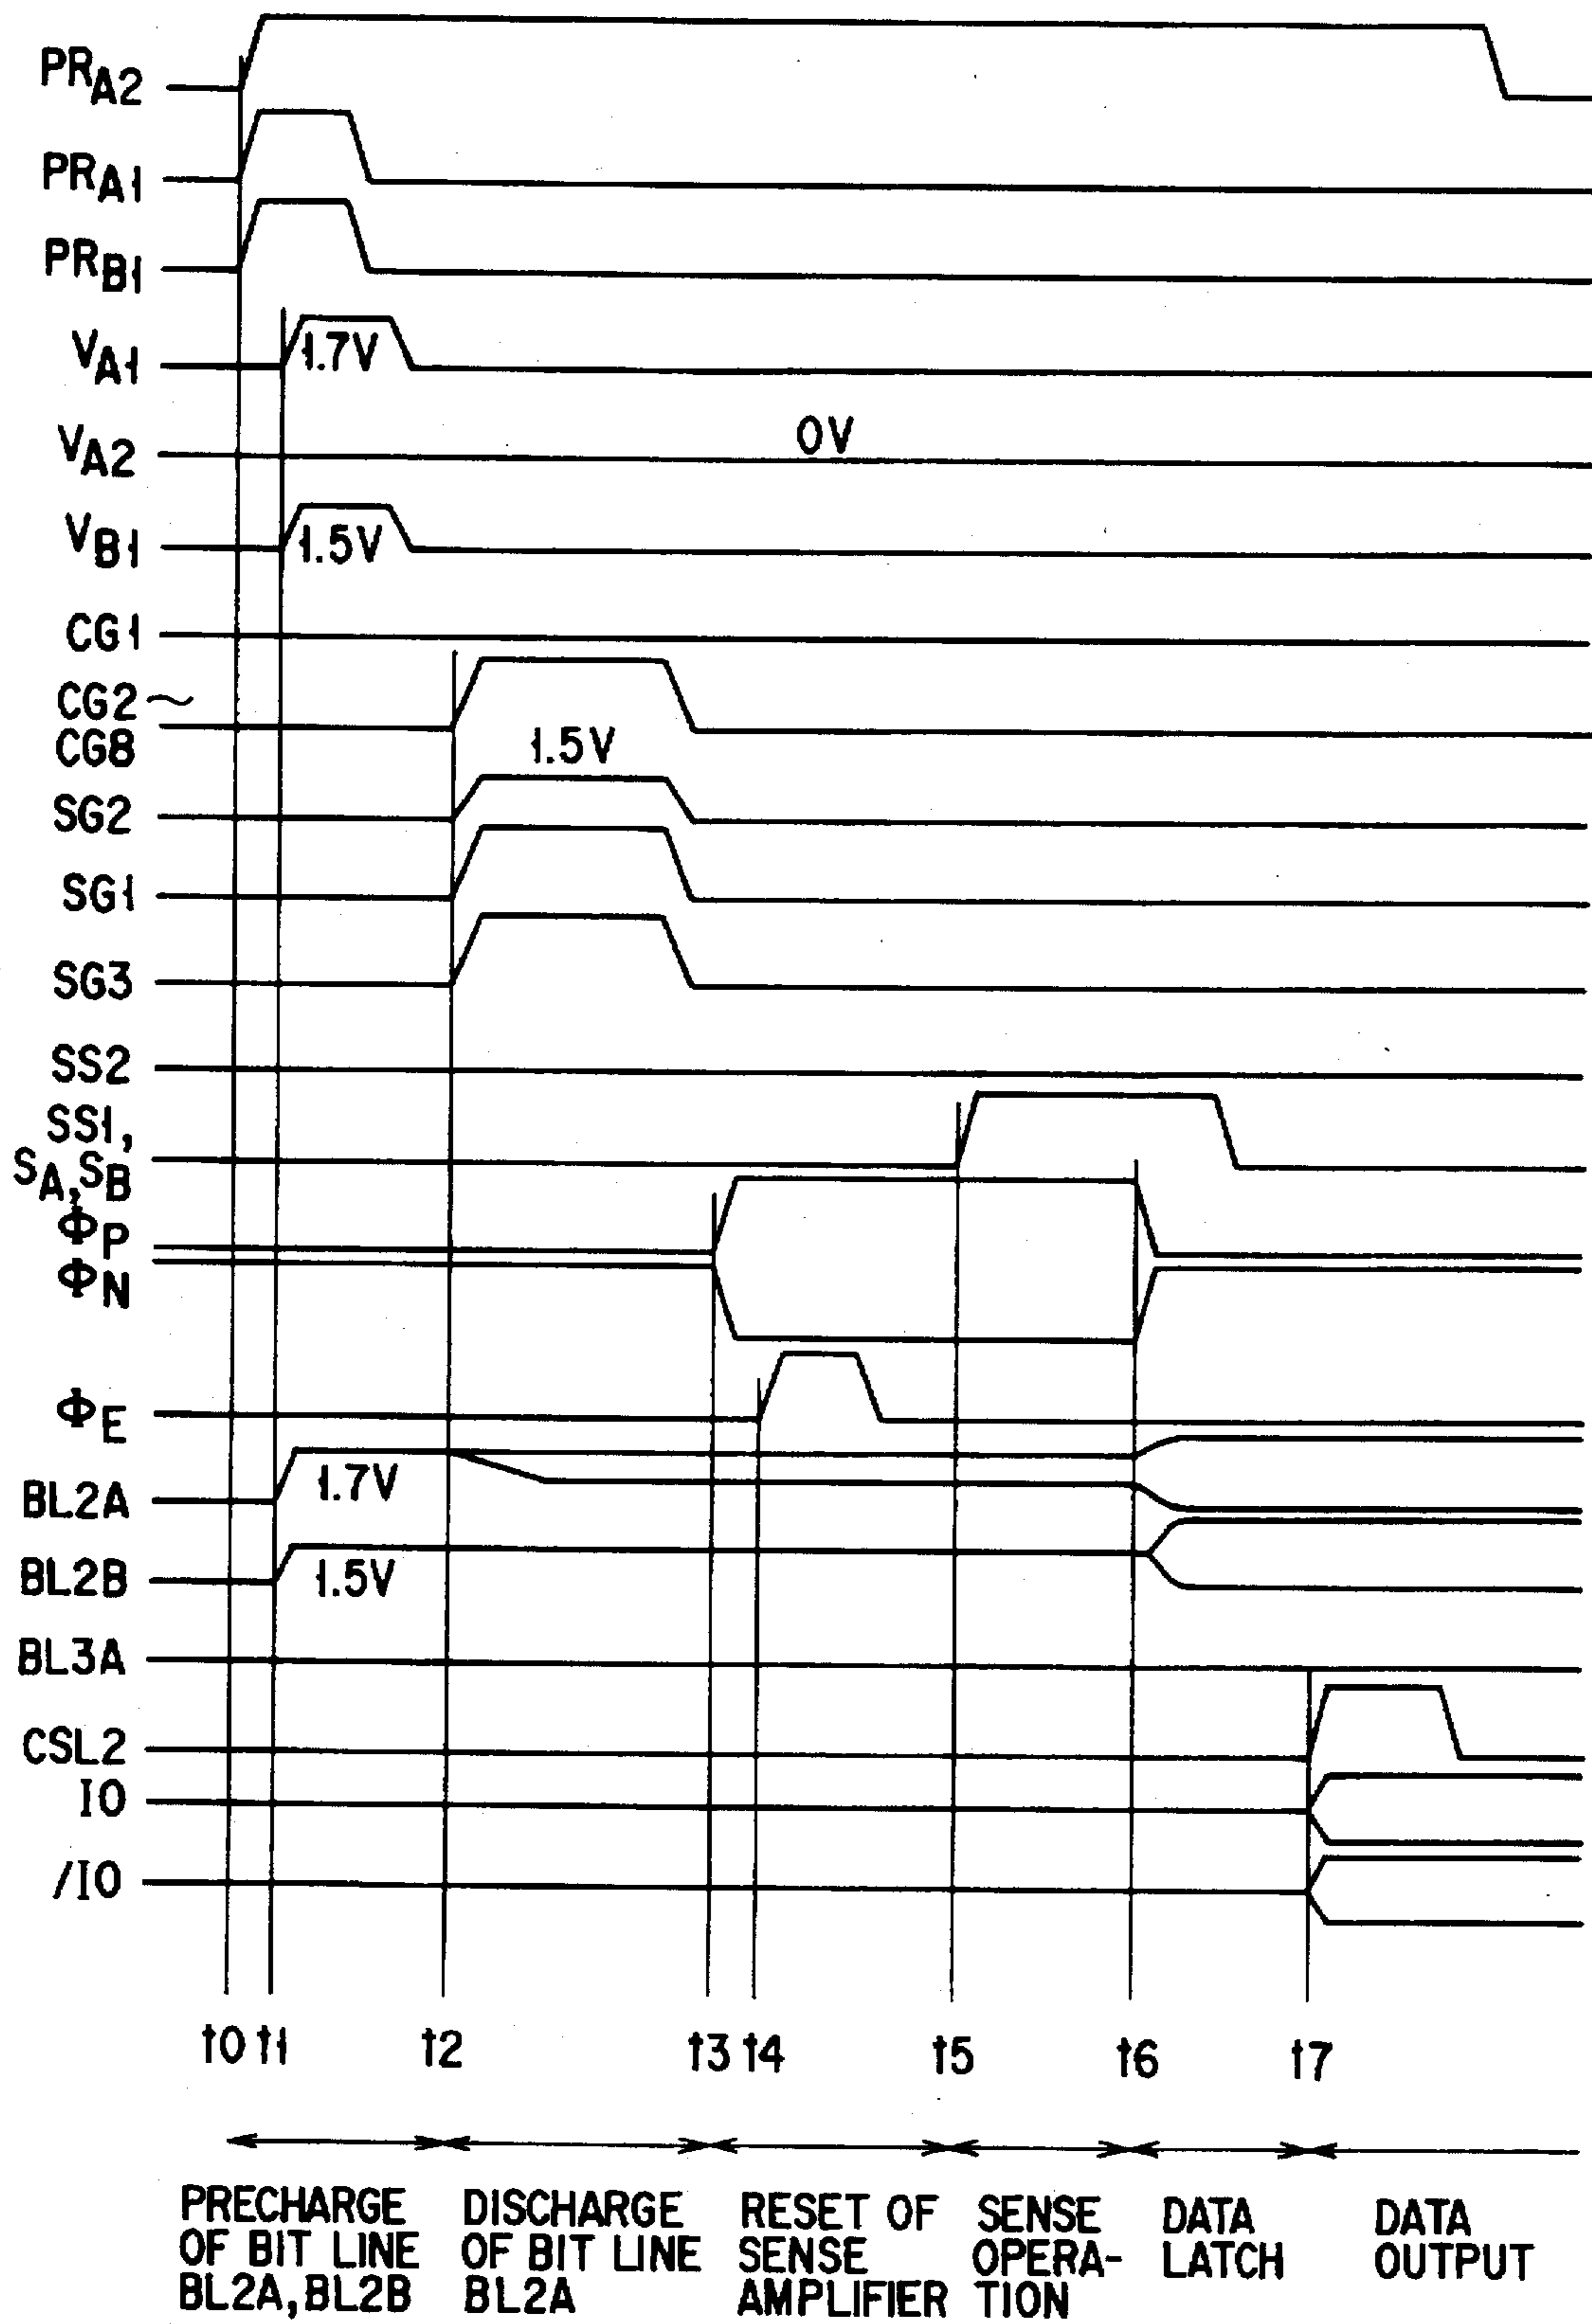 PRA2
PRA1
PRB1
VA1
1.7V
VA2
0V
VB1
1.5V
CG1
CG2~
CG8
1.5V
SG2
SG1
SG3
SS2
SS1,
SA,SB
ΦP
ΦN
ΦE
BL2A
1.7V
BL2B
1.5V
BL3A
CSL2
IO
/IO
t0 t1 t2 t3 t4 t5 t6 t7
PRECHARGE
OF BIT LINE
BL2A,BL2B
DISCHARGE
OF BIT LINE
BL2A
RESET OF
SENSE
AMPLIFIER
SENSE
OPERA-
TION
DATA
LATCH
DATA
OUTPUT